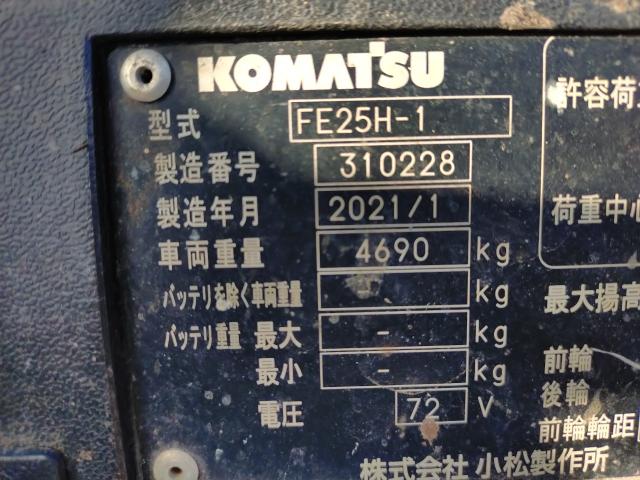 KOMATSU
型式 FE25H-1
製造番号 310228
製造年月 2021/1
車両重量 4690 kg
バッテリを除く車両重量 kg
バッテリ重量 最大 - kg
最小 - kg
電圧 72 V
株式会社 小松製作所
許容荷
荷重中心
最大揚高
前輪
後輪
前輪輪距